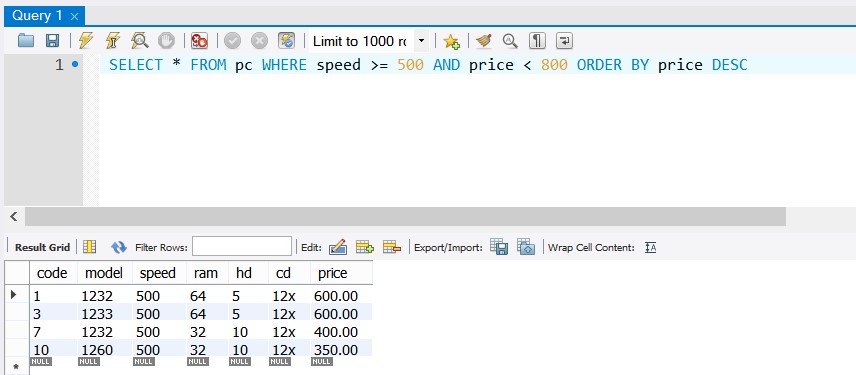 Query 1 ×
Limit to 1000 rc
1 SELECT * FROM pc WHERE speed >= 500 AND price < 800 ORDER BY price DESC
Result Grid Filter Rows: Edit: Export/Import: Wrap Cell Content: IA
code model speed ram hd cd price
1 1232 500 64 5 12x 600.00
3 1233 500 64 5 12x 600.00
7 1232 500 32 10 12x 400.00
10 1260 500 32 10 12x 350.00
NULL NULL NULL NULL NULL NULL NULL